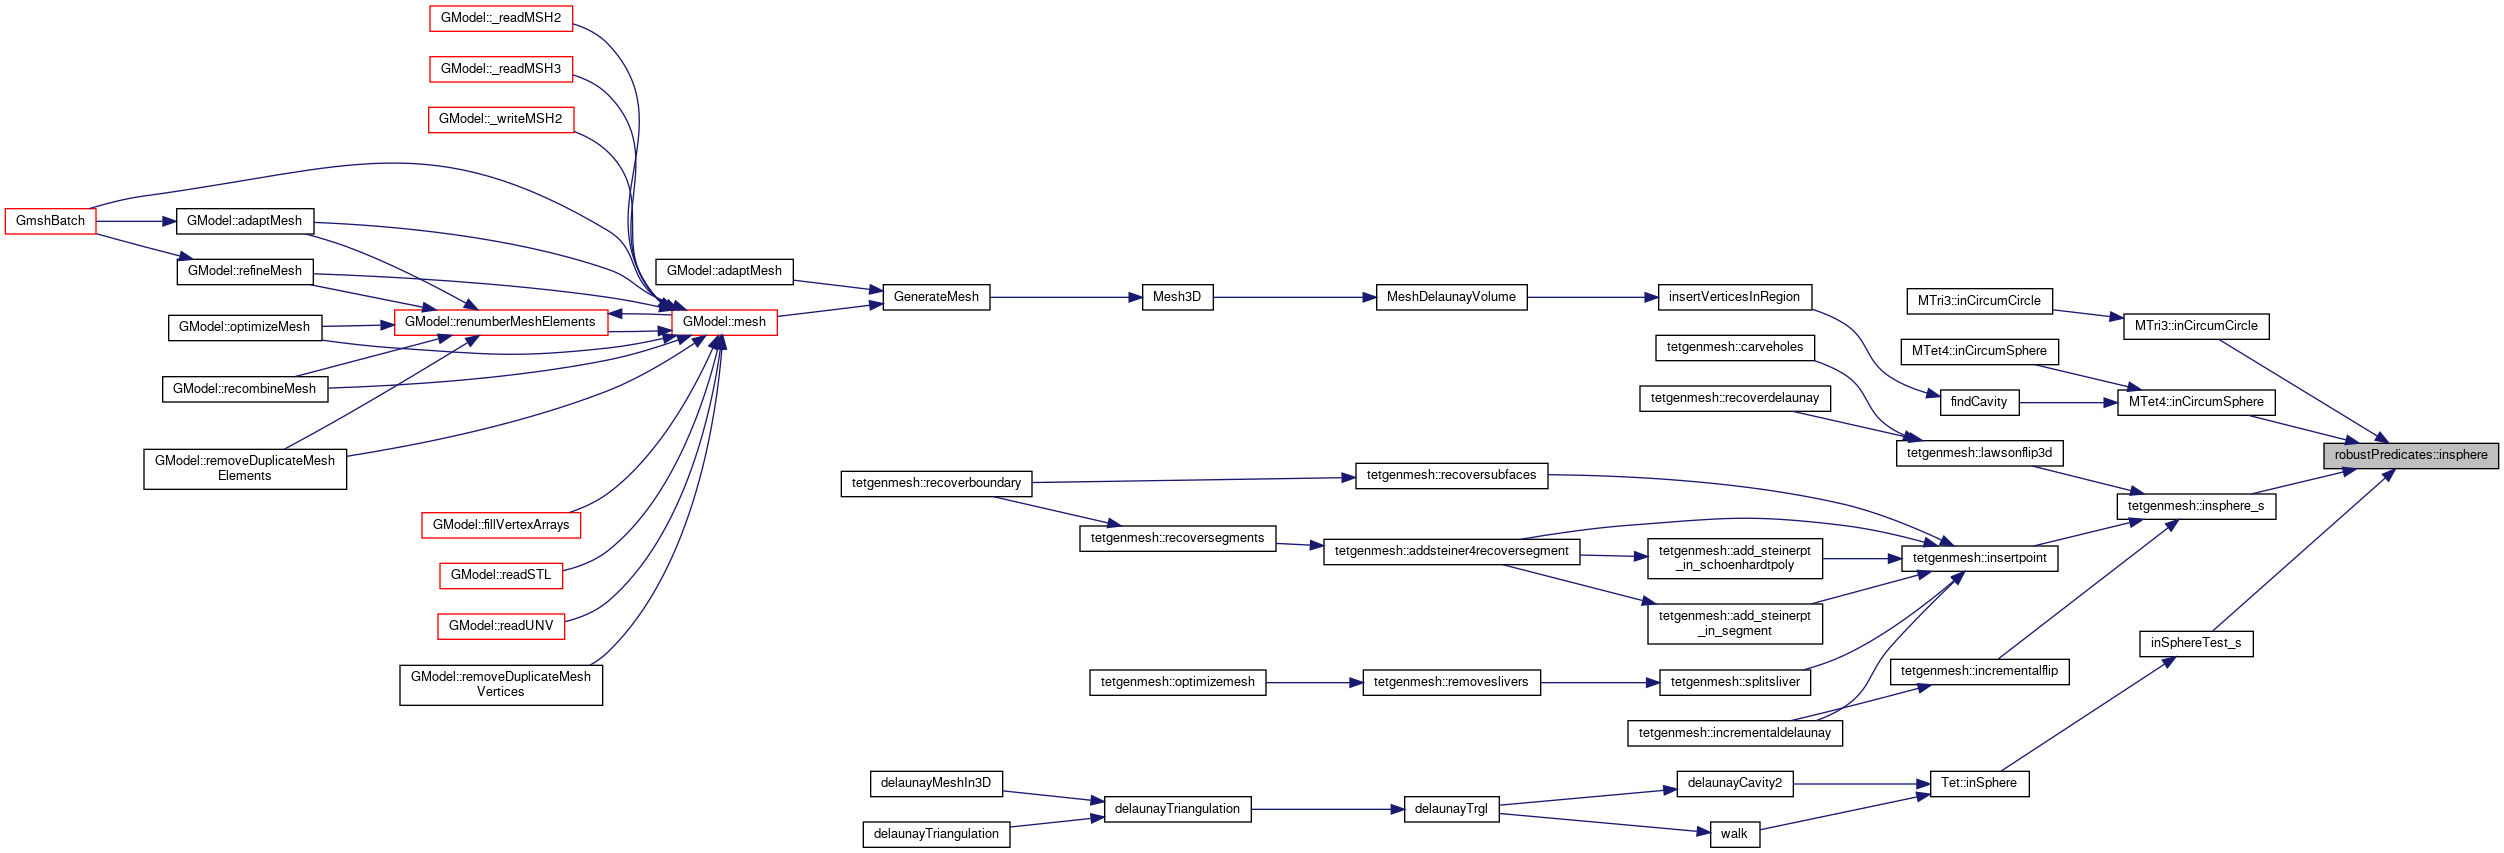 GModel::_readMSH2
GModel::_readMSH3
GModel::_writeMSH2
GmshBatch
GModel::adaptMesh
GModel::refineMesh
GModel::optimizeMesh
GModel::recombineMesh
GModel::removeDuplicateMesh
Elements
GModel::renumberMeshElements
GModel::mesh
GModel::fillVertexArrays
GModel::readSTL
GModel::readUNV
GModel::removeDuplicateMesh
Vertices
GModel::adaptMesh
GenerateMesh
Mesh3D
MeshDelaunayVolume
insertVerticesInRegion
tetgenmesh::carveholes
tetgenmesh::recoverdelaunay
findCavity
MTri3::inCircumCircle
MTri3::inCircumCircle
MTet4::inCircumSphere
MTet4::inCircumSphere
robustPredicates::insphere
tetgenmesh::lawsonflip3d
tetgenmesh::insphere_s
tetgenmesh::recoverboundary
tetgenmesh::recoversubfaces
tetgenmesh::recoversegments
tetgenmesh::addsteiner4recoversegment
tetgenmesh::add_steinerpt
_in_schoenhardtpoly
tetgenmesh::insertpoint
tetgenmesh::add_steinerpt
_in_segment
inSphereTest_s
tetgenmesh::optimizemesh
tetgenmesh::removeslivers
tetgenmesh::splitsliver
tetgenmesh::incrementalflip
tetgenmesh::incrementaldelaunay
delaunayMeshIn3D
delaunayTriangulation
delaunayTriangulation
delaunayTrgl
delaunayCavity2
walk
Tet::inSphere